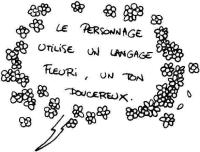 LE PERSONNAGE
UTILISE UN LANGAGE
FLEURI, UN TON
DOUCEREUX.